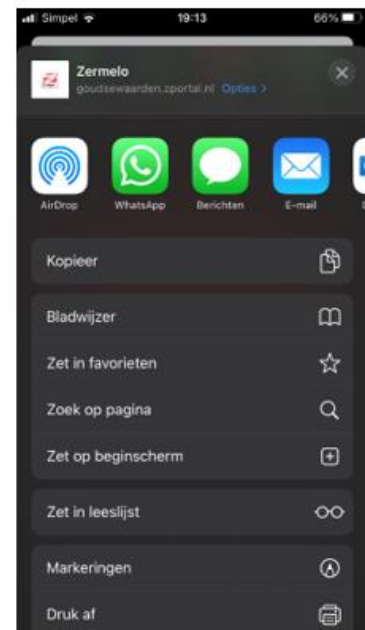 Simpel 19:13 66%
Zermelo
goudsewaarden.zportal.nl Opties >
AirDrop WhatsApp Berichten E-mail
Kopieer
Bladwijzer
Zet in favorieten
Zoek op pagina
Zet op beginscherm
Zet in leeslijst
Markeringen
Druk af